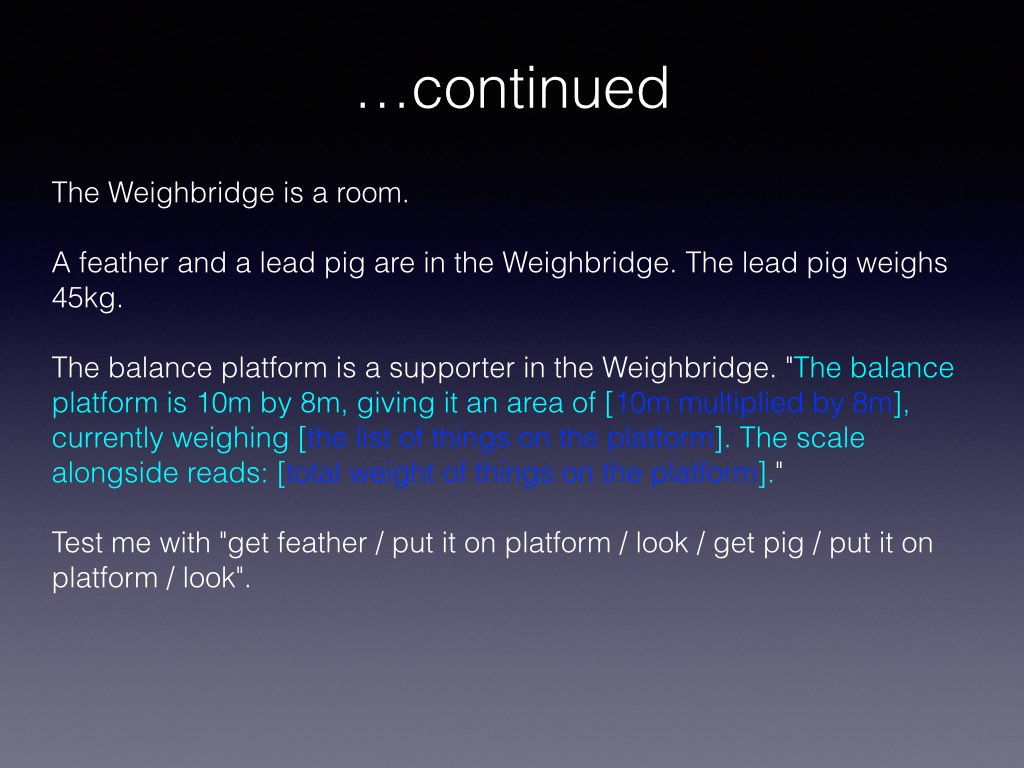 …continued
The Weighbridge is a room.
A feather and a lead pig are in the Weighbridge. The lead pig weighs
45kg.
The balance platform is a supporter in the Weighbridge. "The balance
platform is 10m by 8m, giving it an area of [10m multiplied by 8m],
currently weighing [the list of things on the platform]. The scale
alongside reads: [total weight of things on the platform]."
Test me with "get feather / put it on platform / look / get pig / put it on
platform / look".